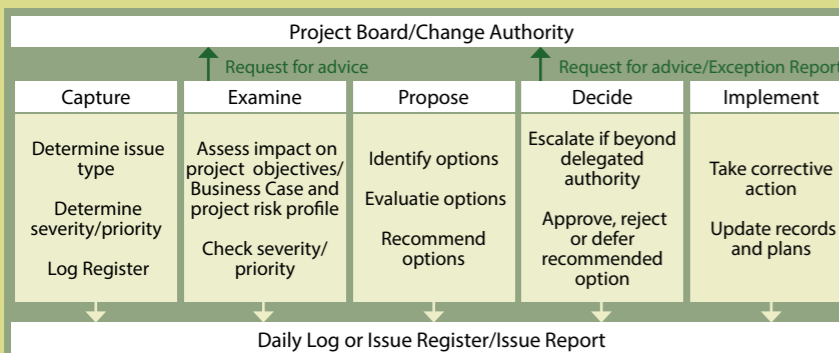 Project Board/Change Authority
Request for advice
Request for advice/Exception Report
Capture
Examine
Propose
Decide
Implement
Determine issue
type
Determine
severity/priority
Log Register
Assess impact on
project objectives/
Business Case and
project risk profile
Check severity/
priority
Identify options
Evaluatie options
Recommend
options
Escalate if beyond
delegated
authority
Approve, reject
or defer
recommended
option
Take corrective
action
Update records
and plans
Daily Log or Issue Register/Issue Report